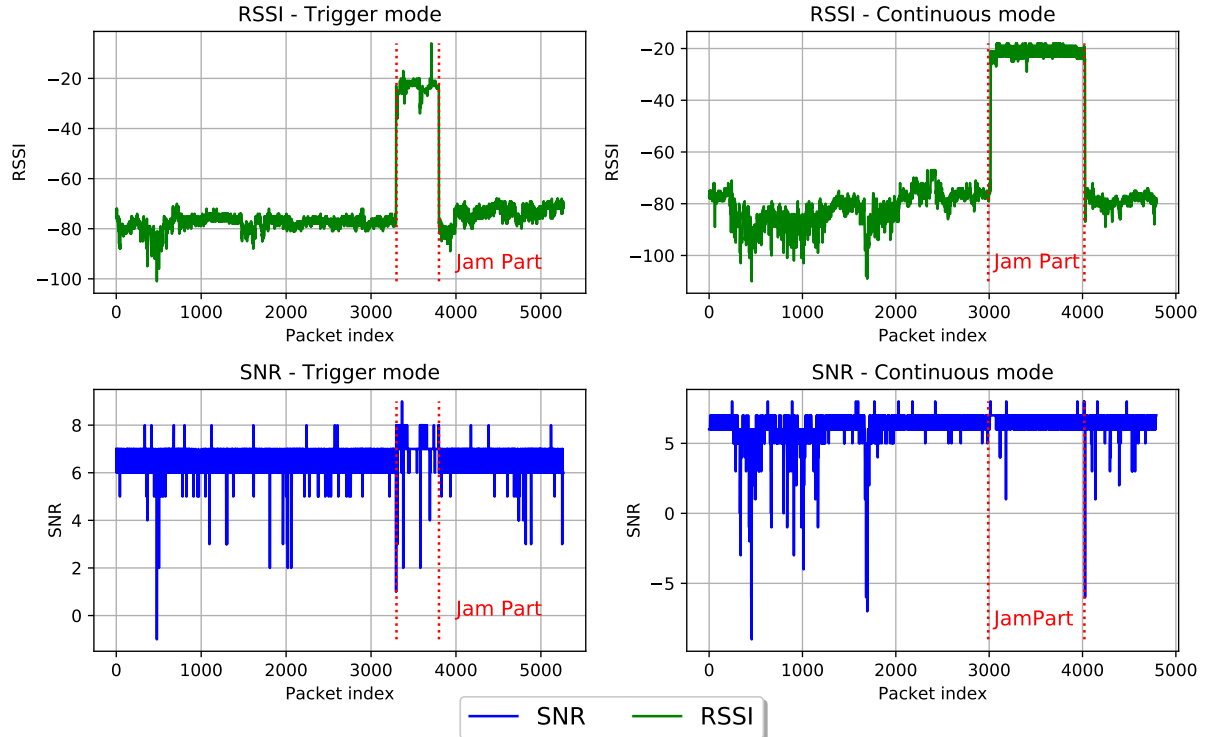 RSSI - Trigger mode
RSSI
−20
−40
−60
−80
−100
Jam Part
0 1000 2000 3000 4000 5000
Packet index
RSSI - Continuous mode
RSSI
−20
−40
−60
−80
−100
Jam Part
0 1000 2000 3000 4000 5000
Packet index
SNR - Trigger mode
SNR
8
6
4
2
0
Jam Part
0 1000 2000 3000 4000 5000
Packet index
SNR - Continuous mode
SNR
5
0
−5
JamPart
0 1000 2000 3000 4000 5000
Packet index
SNR RSSI